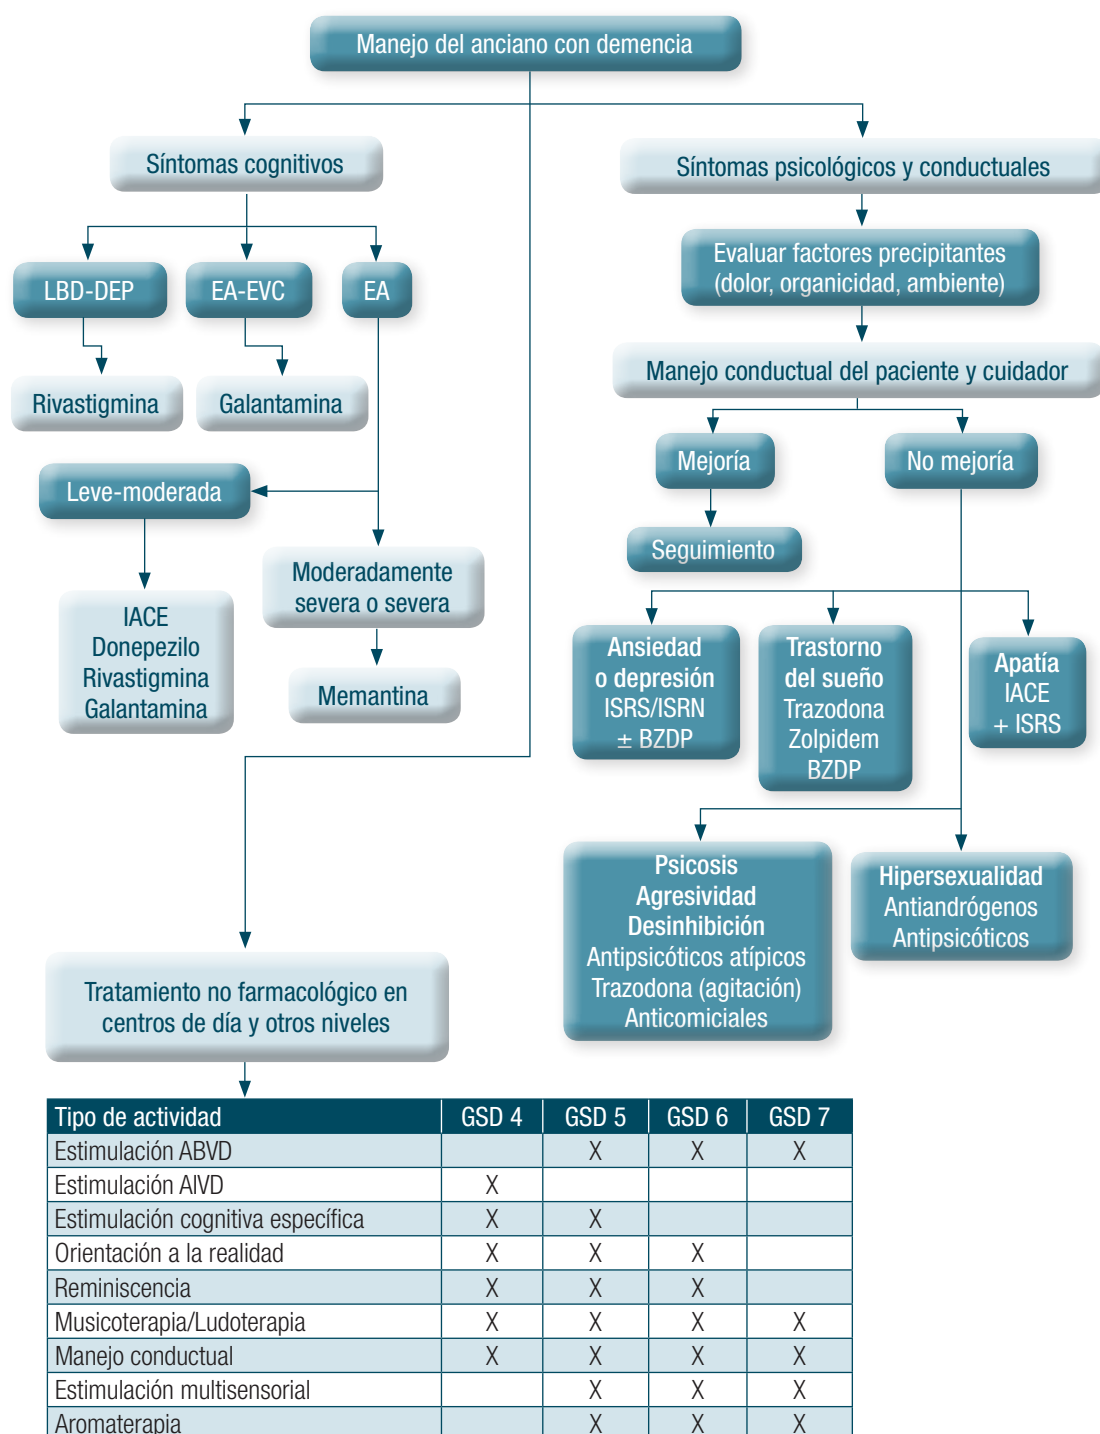 Manejo del anciano con demencia
Síntomas cognitivos
LBD-DEP
EA-EVC
EA
Rivastigmina
Galantamina
Leve-moderada
IACE
Donepezilo
Rivastigmina
Galantamina
Moderadamente
severa o severa
Memantina
Síntomas psicológicos y conductuales
Evaluar factores precipitantes
(dolor, organicidad, ambiente)
Manejo conductual del paciente y cuidador
Mejoría
No mejoría
Seguimiento
Ansiedad
o depresión
ISRS/ISRN
± BZDP
Trastorno
del sueño
Trazodona
Zolpidem
BZDP
Apatía
IACE
+ ISRS
Psicosis
Agresividad
Desinhibición
Antipsicóticos atípicos
Trazodona (agitación)
Anticomiciales
Hipersexualidad
Antiandrógenos
Antipsicóticos
Tratamiento no farmacológico en
centros de día y otros niveles
Tipo de actividad GSD 4 GSD 5 GSD 6 GSD 7
Estimulación ABVD X X X
Estimulación AIVD X
Estimulación cognitiva específica X X
Orientación a la realidad X X X
Reminiscencia X X X
Musicoterapia/Ludoterapia X X X X
Manejo conductual X X X X
Estimulación multisensorial X X X
Aromaterapia X X X